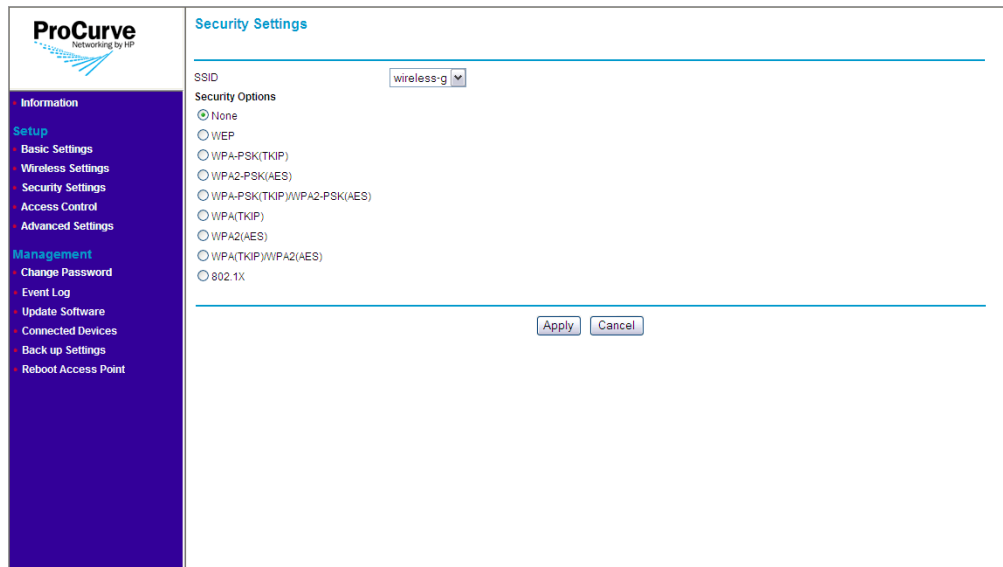 ProCurve
Networking by HP
Information
Setup
Basic Settings
Wireless Settings
Security Settings
Access Control
Advanced Settings
Management
Change Password
Event Log
Update Software
Connected Devices
Back up Settings
Reboot Access Point
Security Settings
SSID wireless-g
Security Options
None
WEP
WPA-PSK(TKIP)
WPA2-PSK(AES)
WPA-PSK(TKIP)/WPA2-PSK(AES)
WPA(TKIP)
WPA2(AES)
WPA(TKIP)/WPA2(AES)
802.1X
Apply Cancel